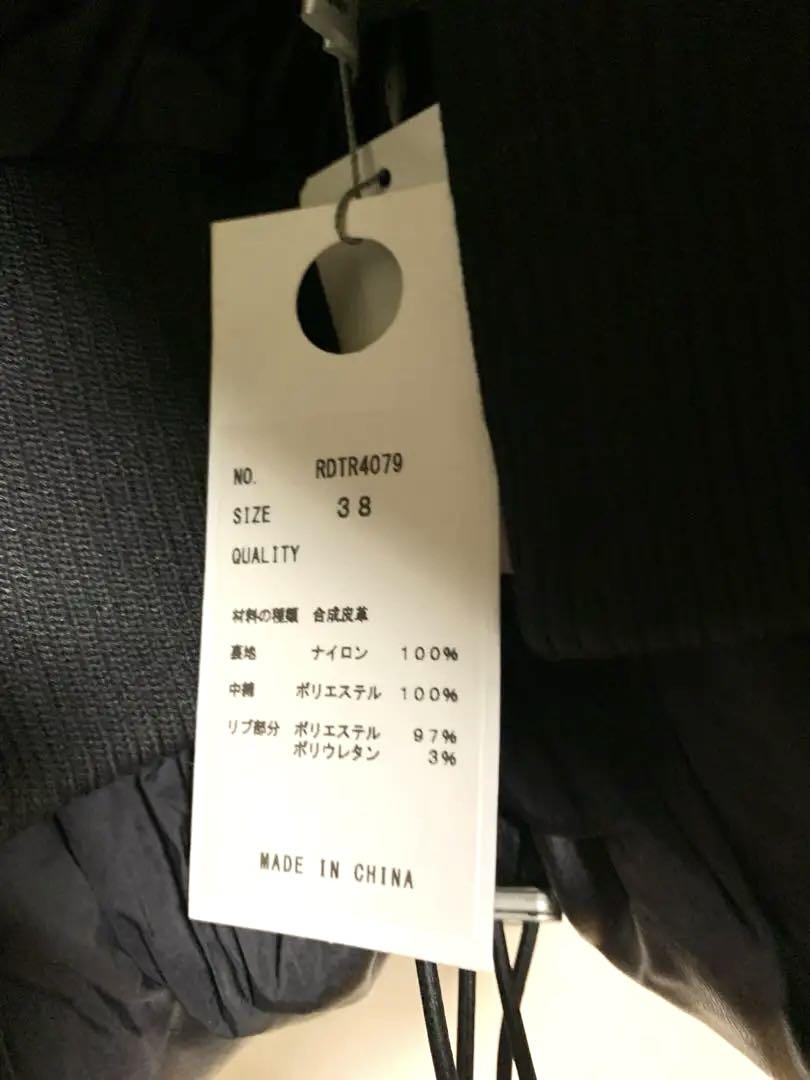 NO. RDTR4079
SIZE 38
QUALITY
材料の種類 合成皮革
裏地 ナイロン 100%
中綿 ポリエステル 100%
リブ部分 ポリエステル 97%
ポリウレタン 3%
MADE IN CHINA